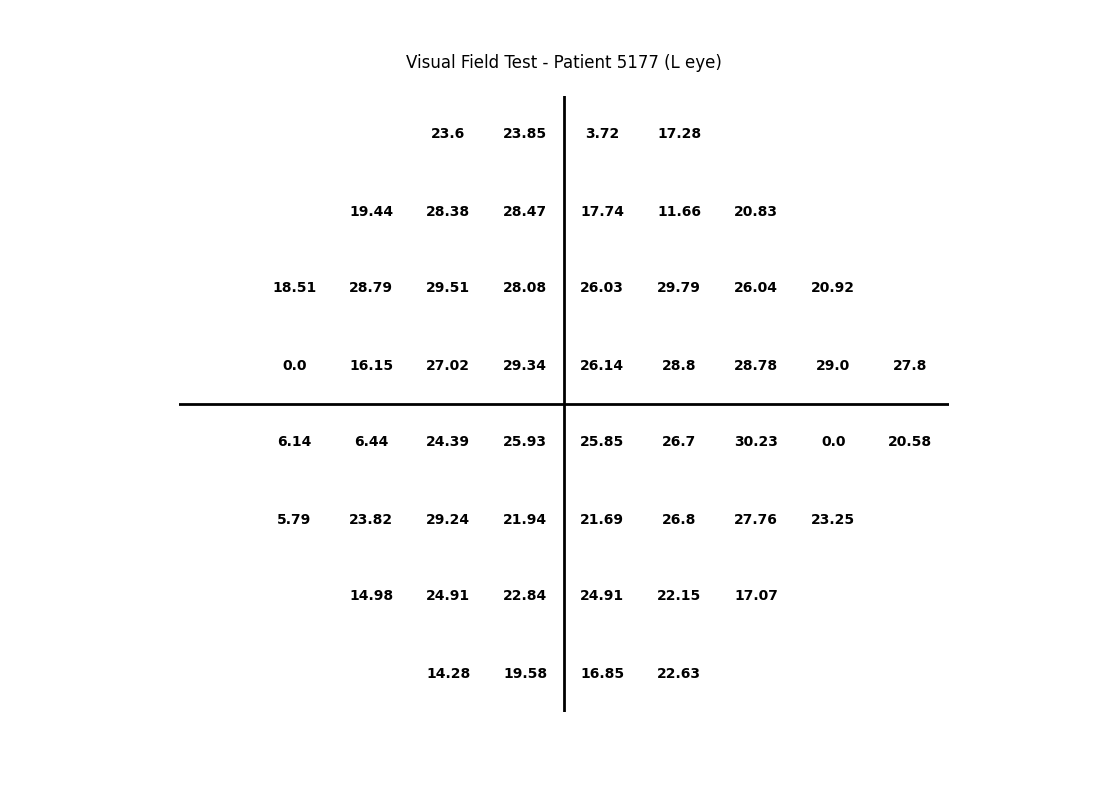 Visual Field Test - Patient 5177 (L eye)
23.6 23.85 3.72 17.28
19.44 28.38 28.47 17.74 11.66 20.83
18.51 28.79 29.51 28.08 26.03 29.79 26.04 20.92
0.0 16.15 27.02 29.34 26.14 28.8 28.78 29.0 27.8
6.14 6.44 24.39 25.93 25.85 26.7 30.23 0.0 20.58
5.79 23.82 29.24 21.94 21.69 26.8 27.76 23.25
14.98 24.91 22.84 24.91 22.15 17.07
14.28 19.58 16.85 22.63